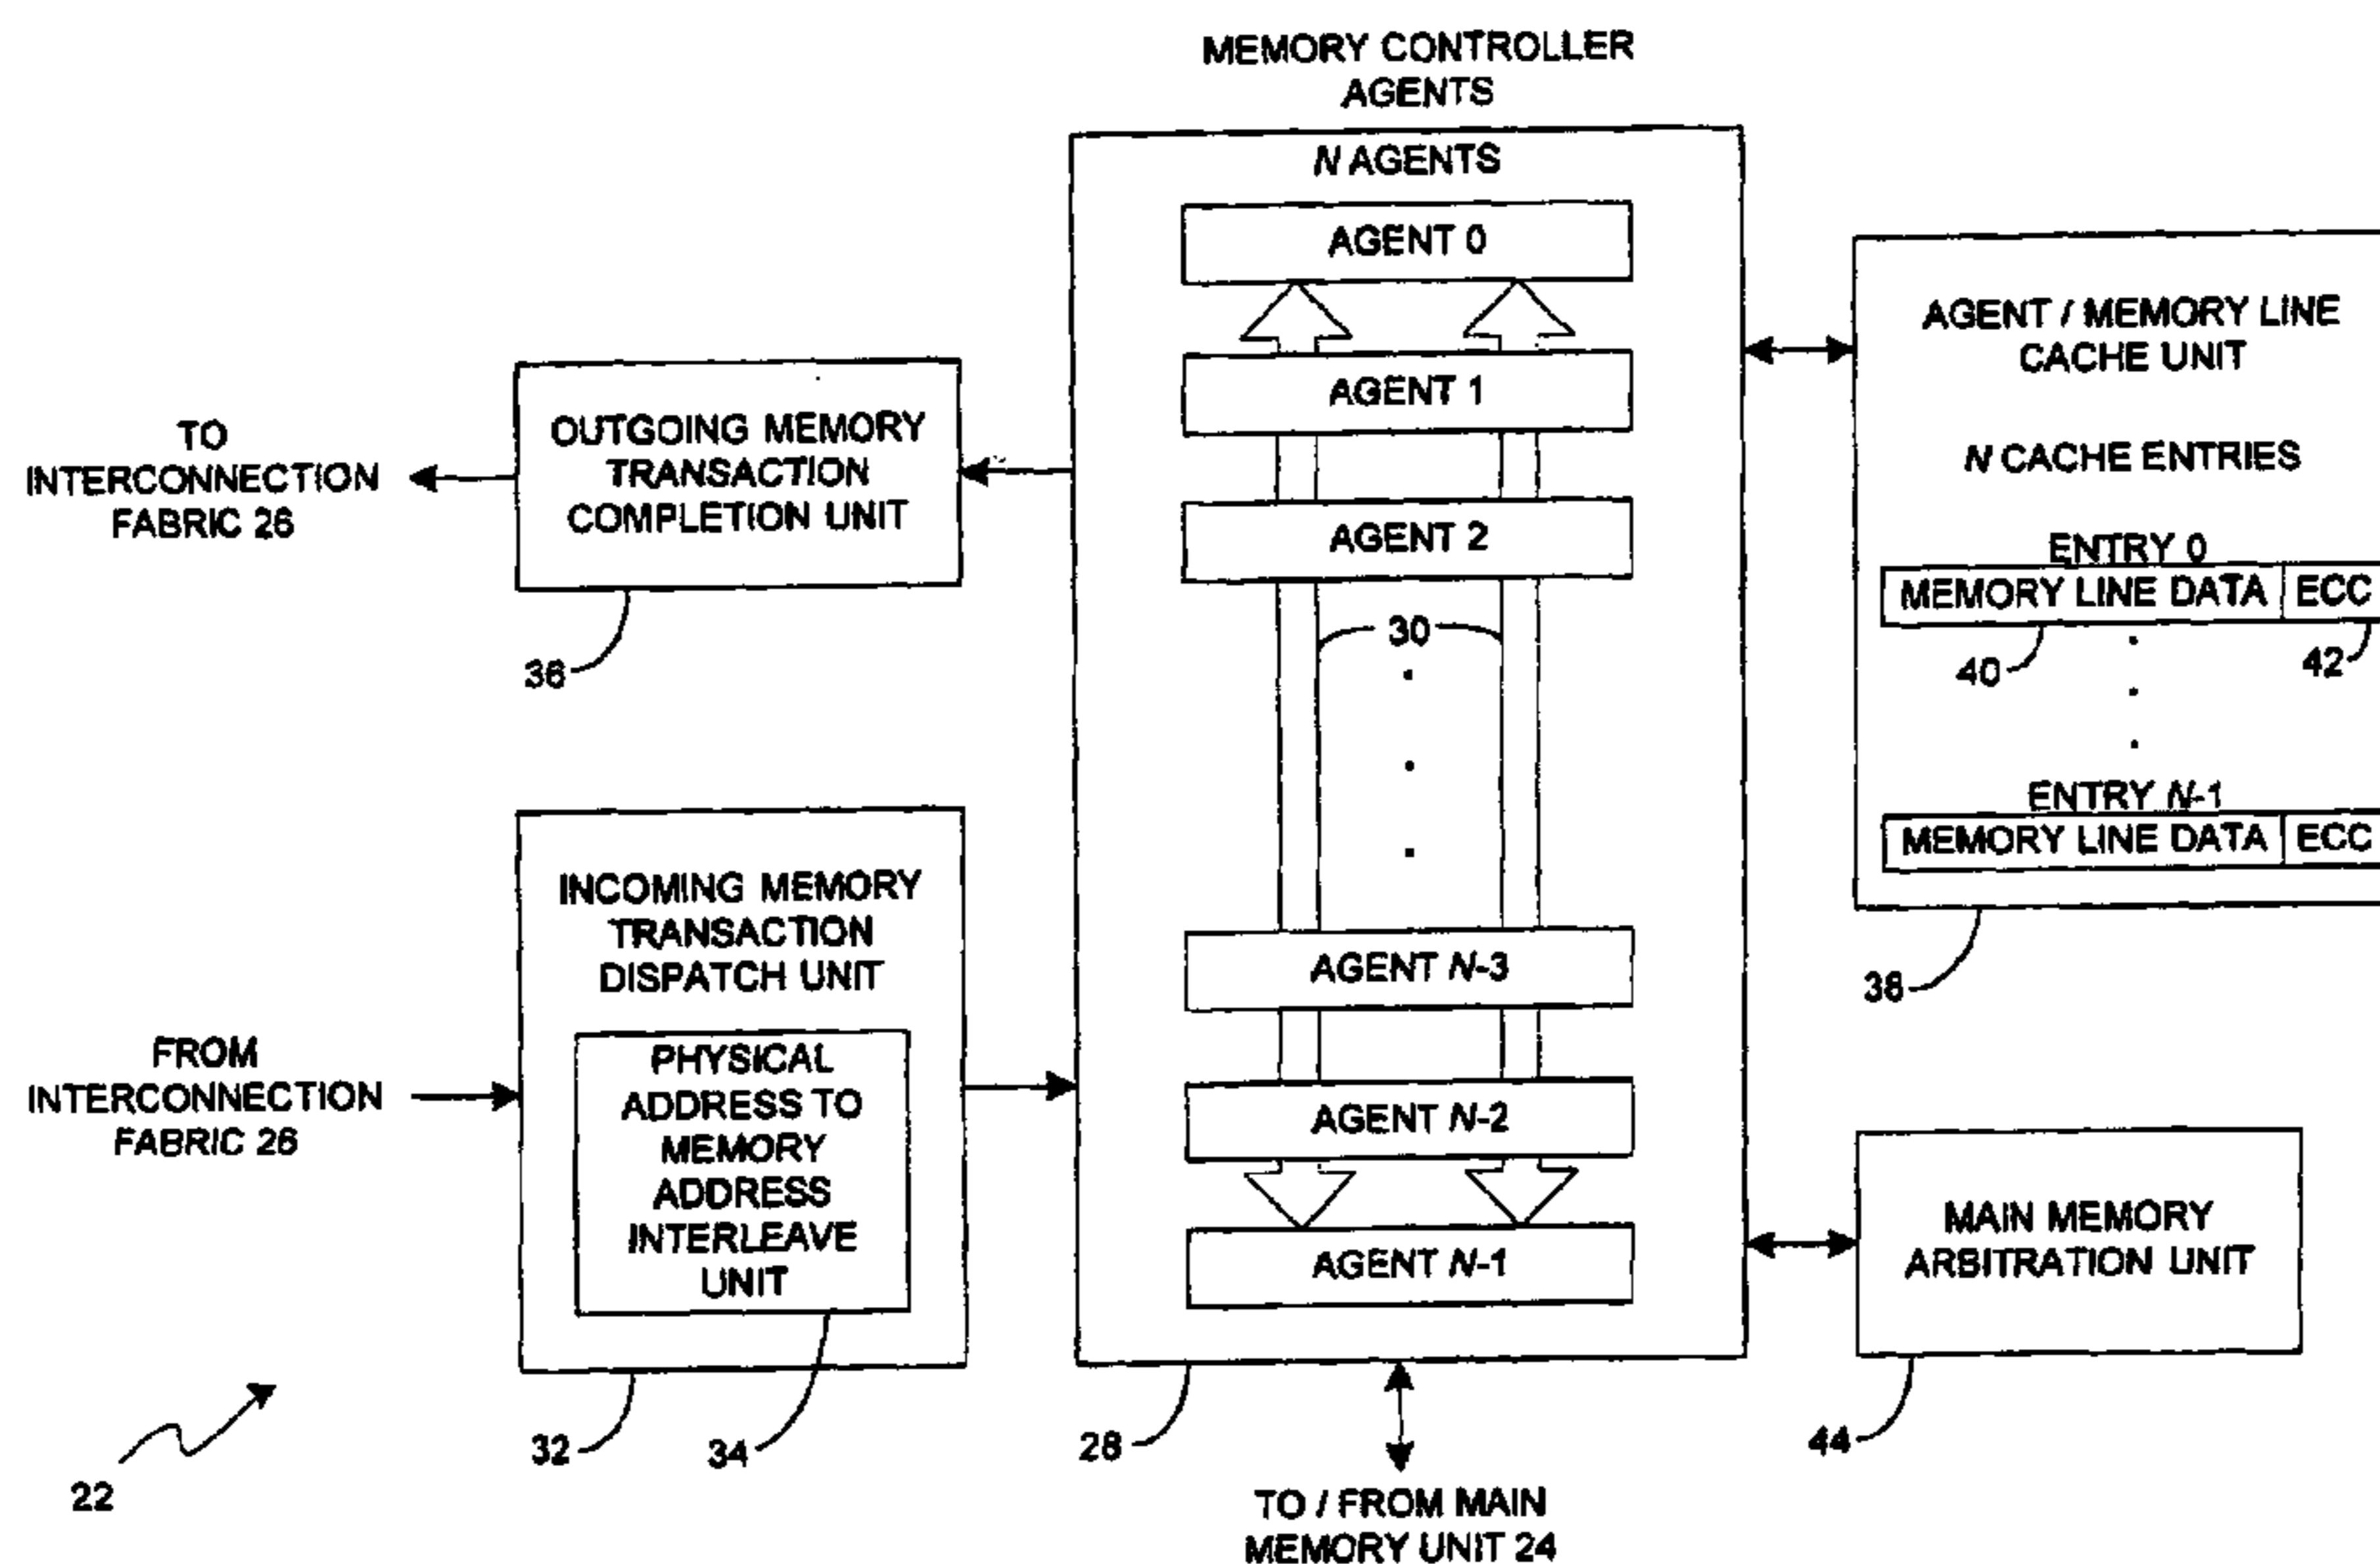 MEMORY CONTROLLER
AGENTS
N AGENTS
AGENT 0
AGENT 1
AGENT 2
30
AGENT N-3
AGENT N-2
AGENT N-1
28
TO / FROM MAIN
MEMORY UNIT 24
TO
INTERCONNECTION
FABRIC 26
OUTGOING MEMORY
TRANSACTION
COMPLETION UNIT
36
FROM
INTERCONNECTION
FABRIC 26
INCOMING MEMORY
TRANSACTION
DISPATCH UNIT
PHYSICAL
ADDRESS TO
MEMORY
ADDRESS
INTERLEAVE
UNIT
32
34
22
AGENT / MEMORY LINE
CACHE UNIT
N CACHE ENTRIES
ENTRY 0
MEMORY LINE DATA ECC
40
42
ENTRY N-1
MEMORY LINE DATA ECC
38
MAIN MEMORY
ARBITRATION UNIT
44